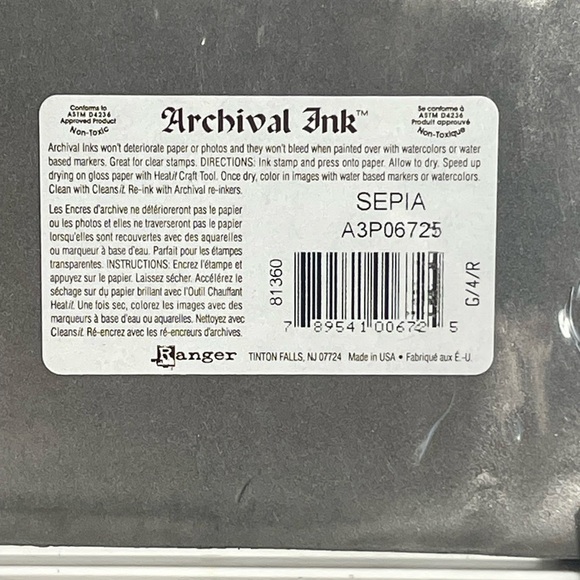 Conforms to
ASTM D4236
Approved Product
Non-Toxic
Archival Ink™
Se conforme à
ASTM D4236
Produit approuvé
Non-Toxique
Archival Inks won't deteriorate paper or photos and they won't bleed when painted over with watercolors or water
based markers. Great for clear stamps. DIRECTIONS: Ink stamp and press onto paper. Allow to dry. Speed up
drying on gloss paper with Heatit Craft Tool. Once dry, color in images with water based markers or watercolors.
Clean with Cleansit. Re-ink with Archival re-inkers.
Les Encres d'archive ne détérioreront pas le papier
ou les photos et elles ne traverseront pas le papier
lorsqu'elles sont recouvertes avec des aquarelles
ou marqueur à base d'eau. Parfait pour les étampes
transparentes. INSTRUCTIONS: Encrez l'étampe et
appuyez sur le papier. Laissez sécher. Accélérez le
séchage sur du papier brillant avec l'Outil Chauffant
Heatit. Une fois sec, colorez les images avec des
marqueurs à base d'eau ou aquarelles. Nettoyez avec
Cleansit. Ré-encrez avec les ré-encreurs d'archives.
SEPIA
A3P06725
81360
G/4/R
7 89541 00672 5
Ranger
TINTON FALLS, NJ 07724 Made in USA • Fabriqué aux É.-U.